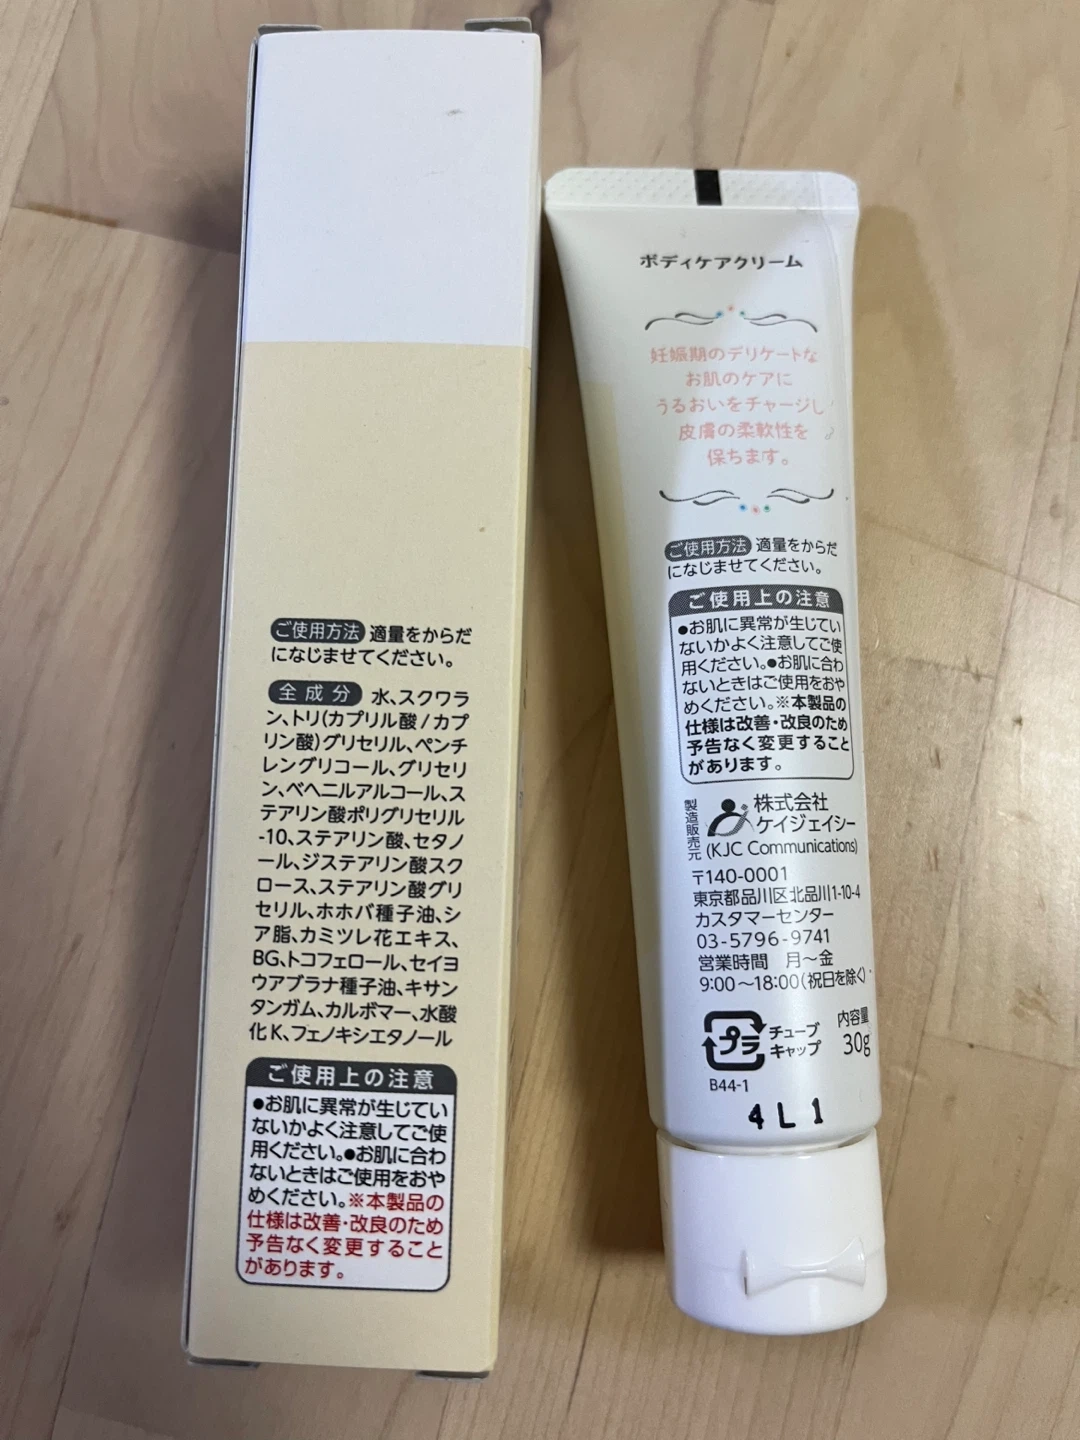 ご使用方法 適量をからだ
になじませてください。
全成分 水、スクワラ
ン、トリ(カプリル酸/カプ
リン酸)グリセリル、ペンチ
レングリコール、グリセリ
ン、ベヘニルアルコール、ス
テアリン酸ポリグリセリル
-10、ステアリン酸、セタノ
ール、ジステアリン酸スク
ロース、ステアリン酸グリ
セリル、ホホバ種子油、シ
ア脂、カミツレ花エキス、
BG、トコフェロール、セイヨ
ウアブラナ種子油、キサン
タンガム、カルボマー、水酸
化K、フェノキシエタノール
ご使用上の注意
●お肌に異常が生じてい
ないかよく注意してご使
用ください。●お肌に合わ
ないときはご使用をおや
めください。※本製品の
仕様は改善・改良のため
予告なく変更すること
があります。
ボディケアクリーム
妊娠期のデリケートな
お肌のケアに
うるおいをチャージし
皮膚の柔軟性を
保ちます。
ご使用方法 適量をからだ
になじませてください。
ご使用上の注意
●お肌に異常が生じてい
ないかよく注意してご使
用ください。●お肌に合わ
ないときはご使用をおや
めください。※本製品の
仕様は改善・改良のため
予告なく変更すること
があります。
製造販売元
株式会社
ケイジェイシー
(KJC Communications)
〒140-0001
東京都品川区北品川1-10-4
カスタマーセンター
03-5796-9741
営業時間 月〜金
9:00〜18:00(祝日を除く)
プラ
チューブ
キャップ
内容量
30g
B44-1
4L1